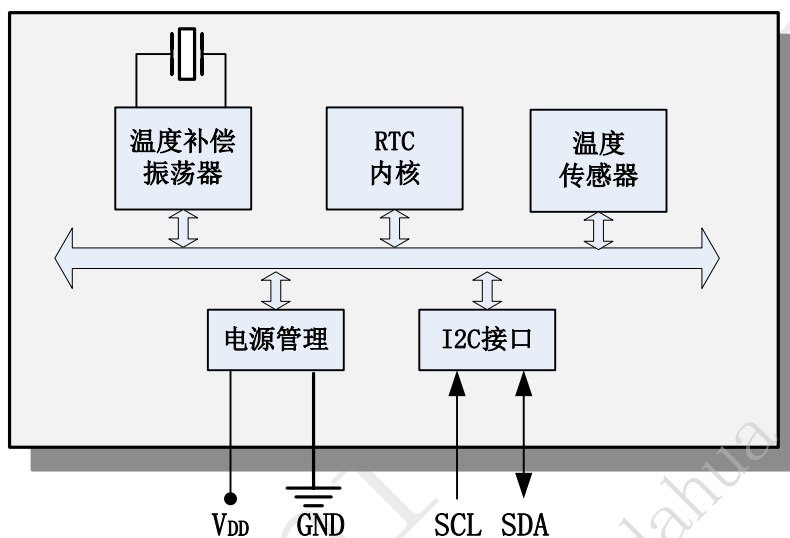 温度补偿
振荡器
RTC
内核
温度
传感器
电源管理
I2C接口
VDD
GND
SCL
SDA
dahua